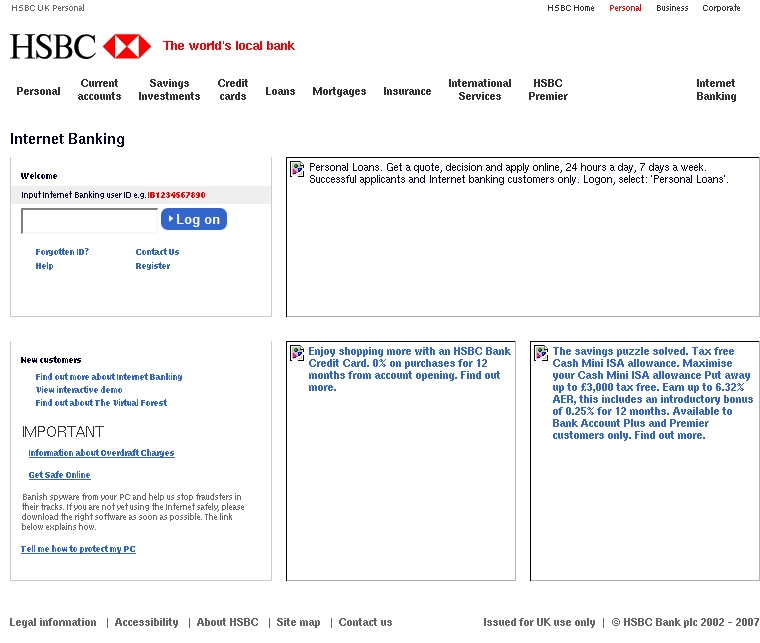 HSBC UK Personal
HSBC Home Personal Business Corporate
HSBC The world's local bank
Personal
Current accounts
Savings Investments
Credit cards
Loans
Mortgages
Insurance
International Services
HSBC Premier
Internet Banking
Internet Banking
Welcome
Input Internet Banking user ID e.g. IB1234567890
Log on
Forgotten ID? Contact Us
Help Register
Personal Loans. Get a quote, decision and apply online, 24 hours a day, 7 days a week.
Successful applicants and Internet banking customers only. Logon, select: 'Personal Loans'.
New customers
Find out more about Internet Banking
View interactive demo
Find out about The Virtual Forest
IMPORTANT
Information about Overdraft Charges
Get Safe Online
Banish spyware from your PC and help us stop fraudsters in
their tracks. If you are not yet using the Internet safely, please
download the right software as soon as possible. The link
below explains how.
Tell me how to protect my PC
Enjoy shopping more with an HSBC Bank
Credit Card. 0% on purchases for 12
months from account opening. Find out
more.
The savings puzzle solved. Tax free
Cash Mini ISA allowance. Maximise
your Cash Mini ISA allowance Put away
up to £3,000 tax free. Earn up to 6.32%
AER, this includes an introductory bonus
of 0.25% for 12 months. Available to
Bank Account Plus and Premier
customers only. Find out more.
Legal information | Accessibility | About HSBC | Site map | Contact us
Issued for UK use only | © HSBC Bank plc 2002 - 2007